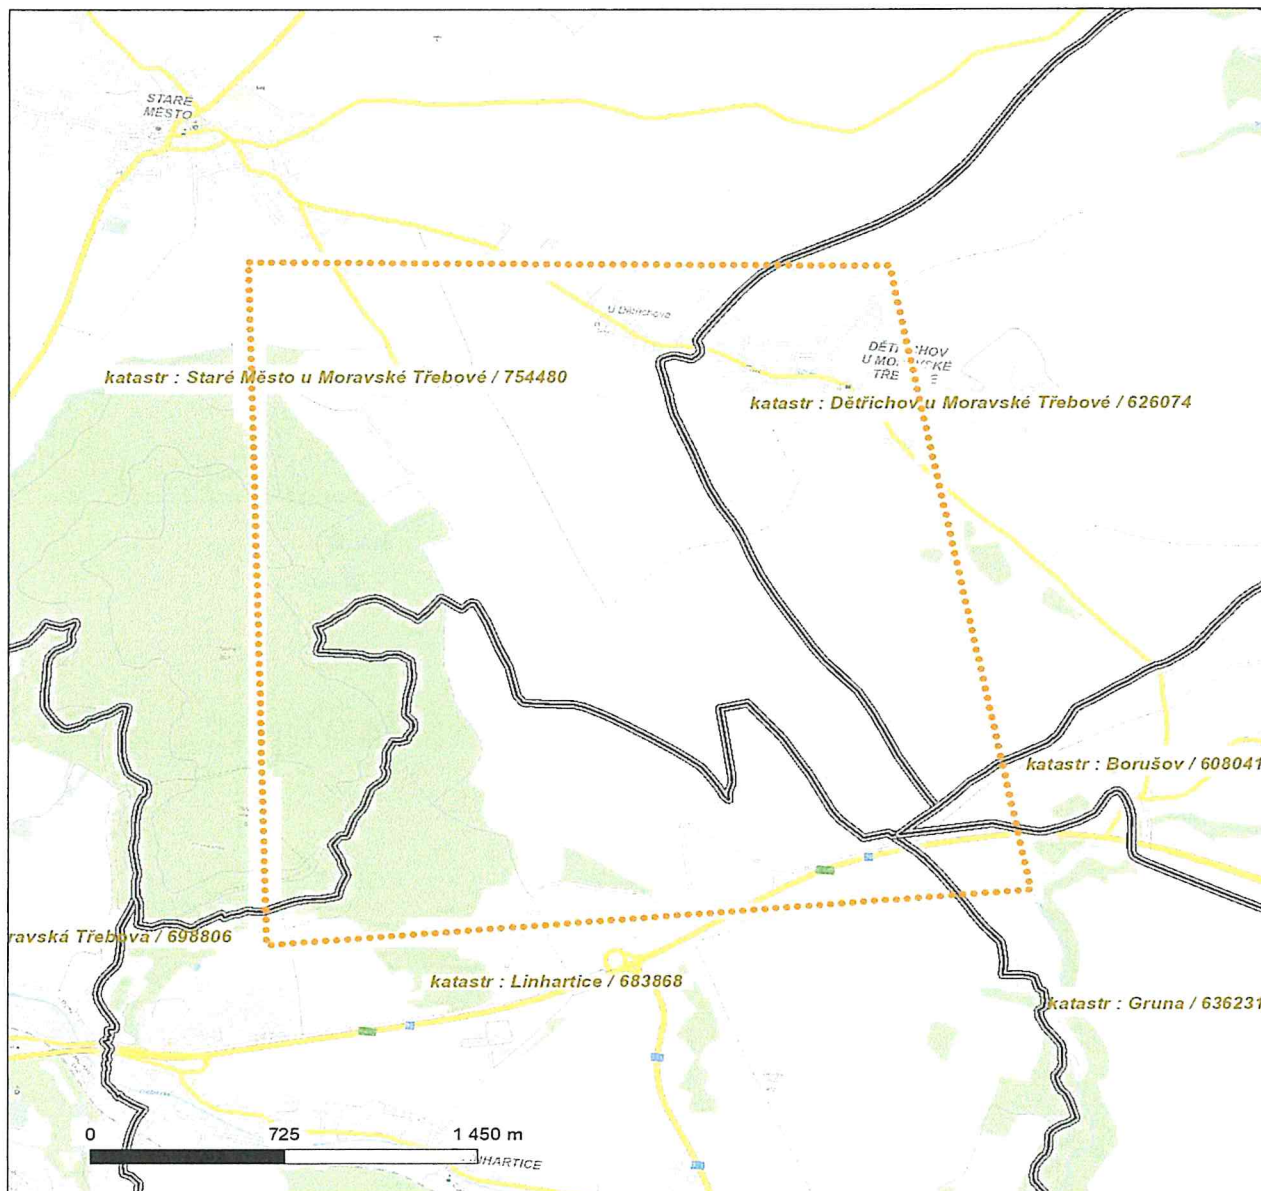 STARÉ
MĚSTO
U Dětřichova
katastr : Staré Město u Moravské Třebové / 754480
katastr : Dětřichov u Moravské Třebové / 626074
katastr : Borušov / 608041
ravská Třebová / 698806
katastr : Linhartice / 683868
katastr : Gruna / 636231
0 725 1 450 m